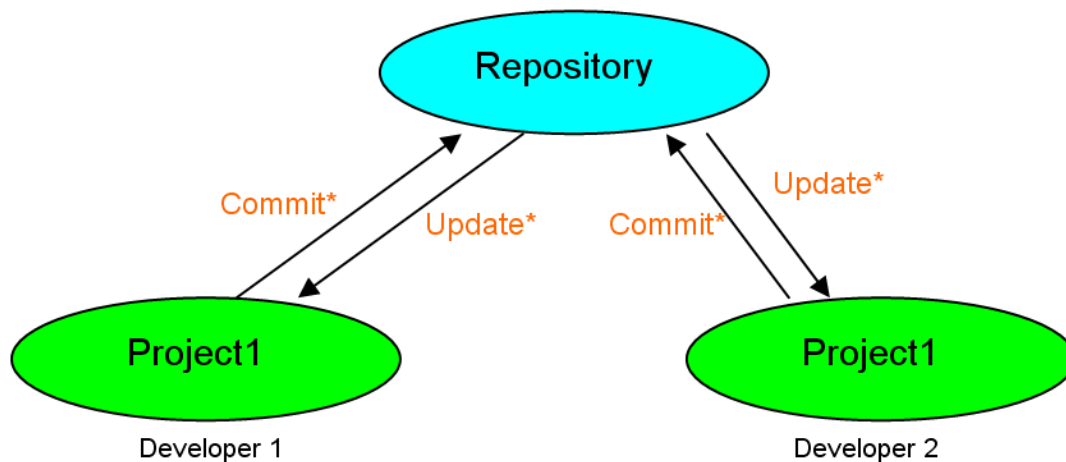 Repository
Commit*
Update*
Commit*
Update*
Project1
Project1
Developer 1
Developer 2